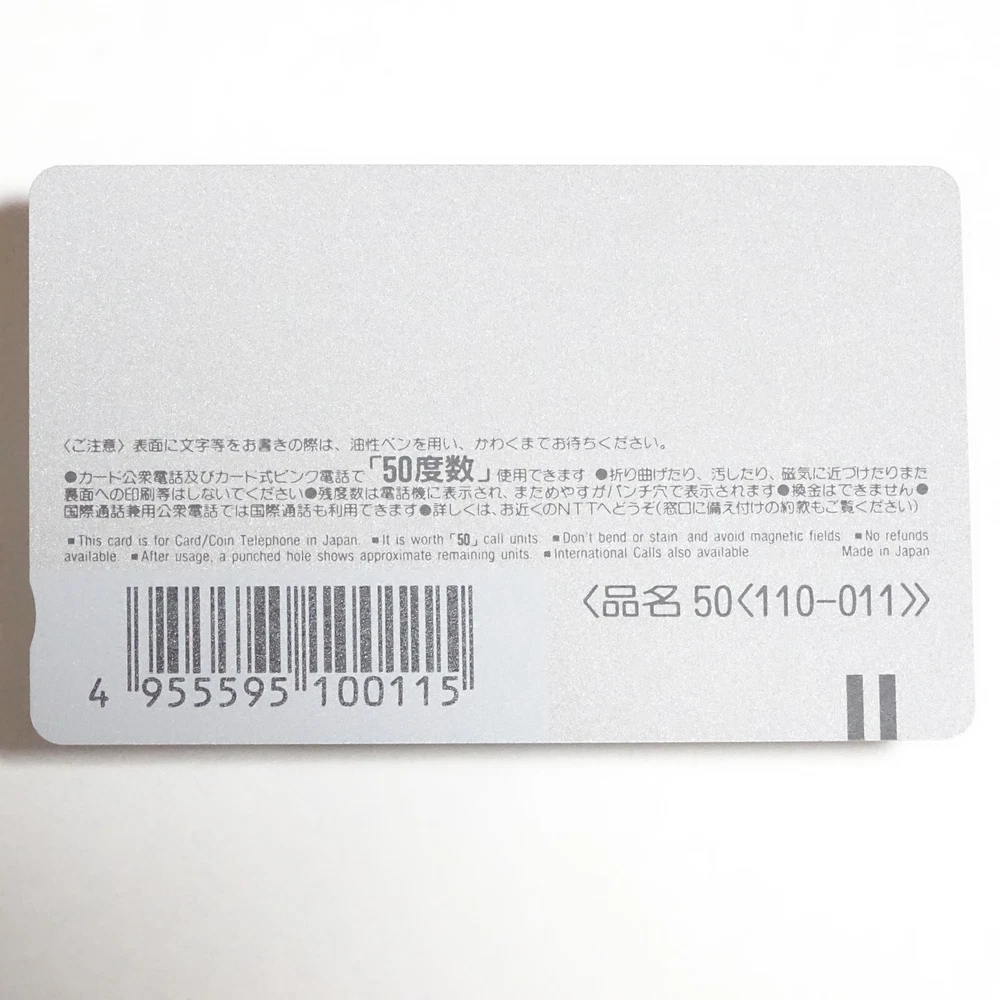 〈ご注意〉表面に文字等をお書きの際は、油性ペンを用い、かわくまでお待ちください。
●カード公衆電話及びカード式ピンク電話で「50度数」使用できます ●折り曲げたり、汚したり、磁気に近づけたりまた
裏面への印刷等はしないでください●残度数は電話機に表示され、まためやすがパンチ穴で表示されます●換金はできません●
国際通話兼用公衆電話では国際通話も利用できます●詳しくは、お近くのNTTへどうぞ(窓口に備え付けの約款もご覧ください)
■This card is for Card/Coin Telephone in Japan. ■It is worth「50」call units ■Don't bend or stain and avoid magnetic fields ■No refunds
available. ■After usage, a punched hole shows approximate remaining units. ■International Calls also available. Made in Japan
〈品名 50〈110-011〉〉
4 955595 100115